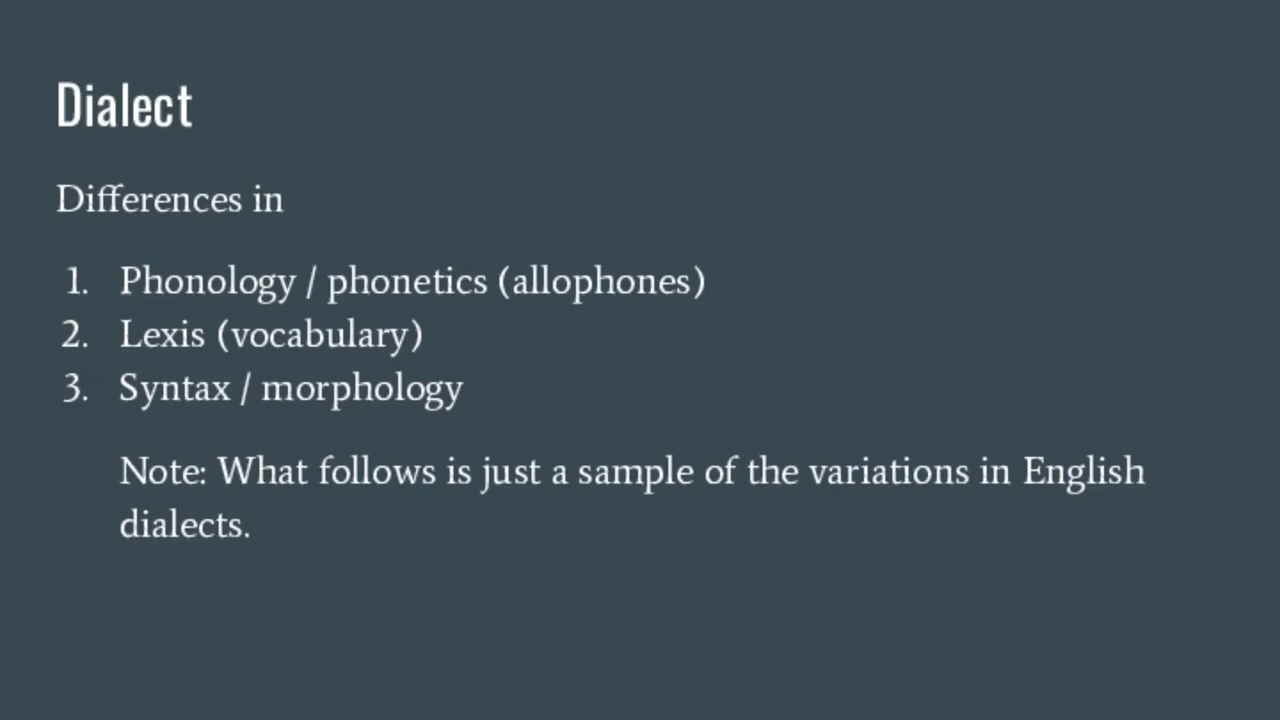 Dialect
Differences in
1. Phonology / phonetics (allophones)
2. Lexis (vocabulary)
3. Syntax / morphology
Note: What follows is just a sample of the variations in English
dialects.